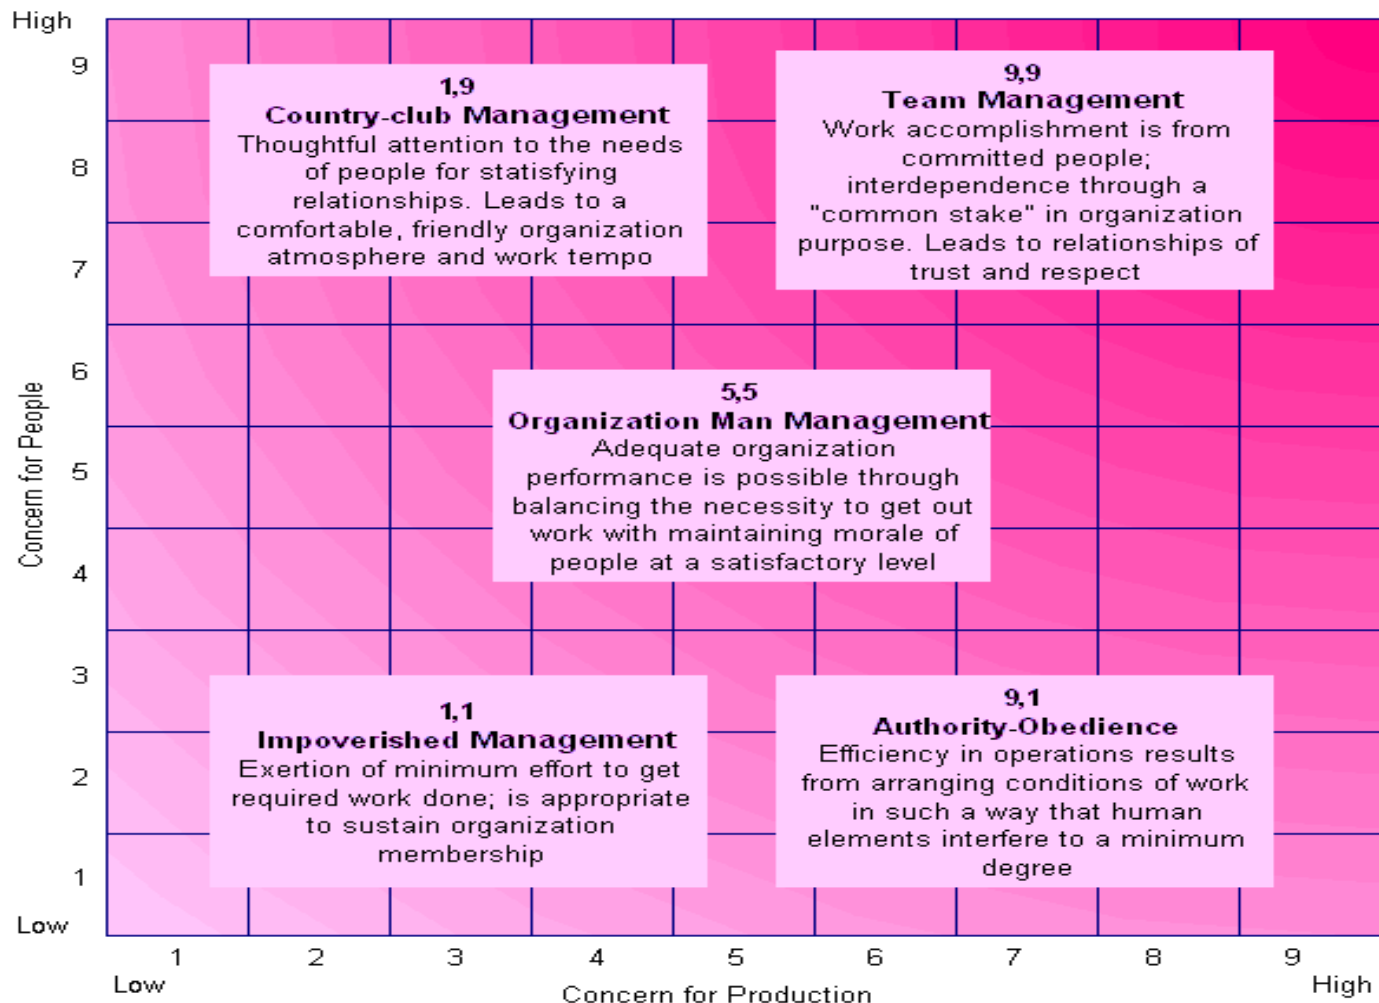 High
9
8
7
6
5
4
3
2
1
Low
Concern for People
1,9
Country-club Management
Thoughtful attention to the needs
of people for statisfying
relationships. Leads to a
comfortable, friendly organization
atmosphere and work tempo
9,9
Team Management
Work accomplishment is from
committed people;
interdependence through a
"common stake" in organization
purpose. Leads to relationships of
trust and respect
5,5
Organization Man Management
Adequate organization
performance is possible through
balancing the necessity to get out
work with maintaining morale of
people at a satisfactory level
1,1
Impoverished Management
Exertion of minimum effort to get
required work done; is appropriate
to sustain organization
membership
9,1
Authority-Obedience
Efficiency in operations results
from arranging conditions of work
in such a way that human
elements interfere to a minimum
degree
1 2 3 4 5 6 7 8 9
Low High
Concern for Production